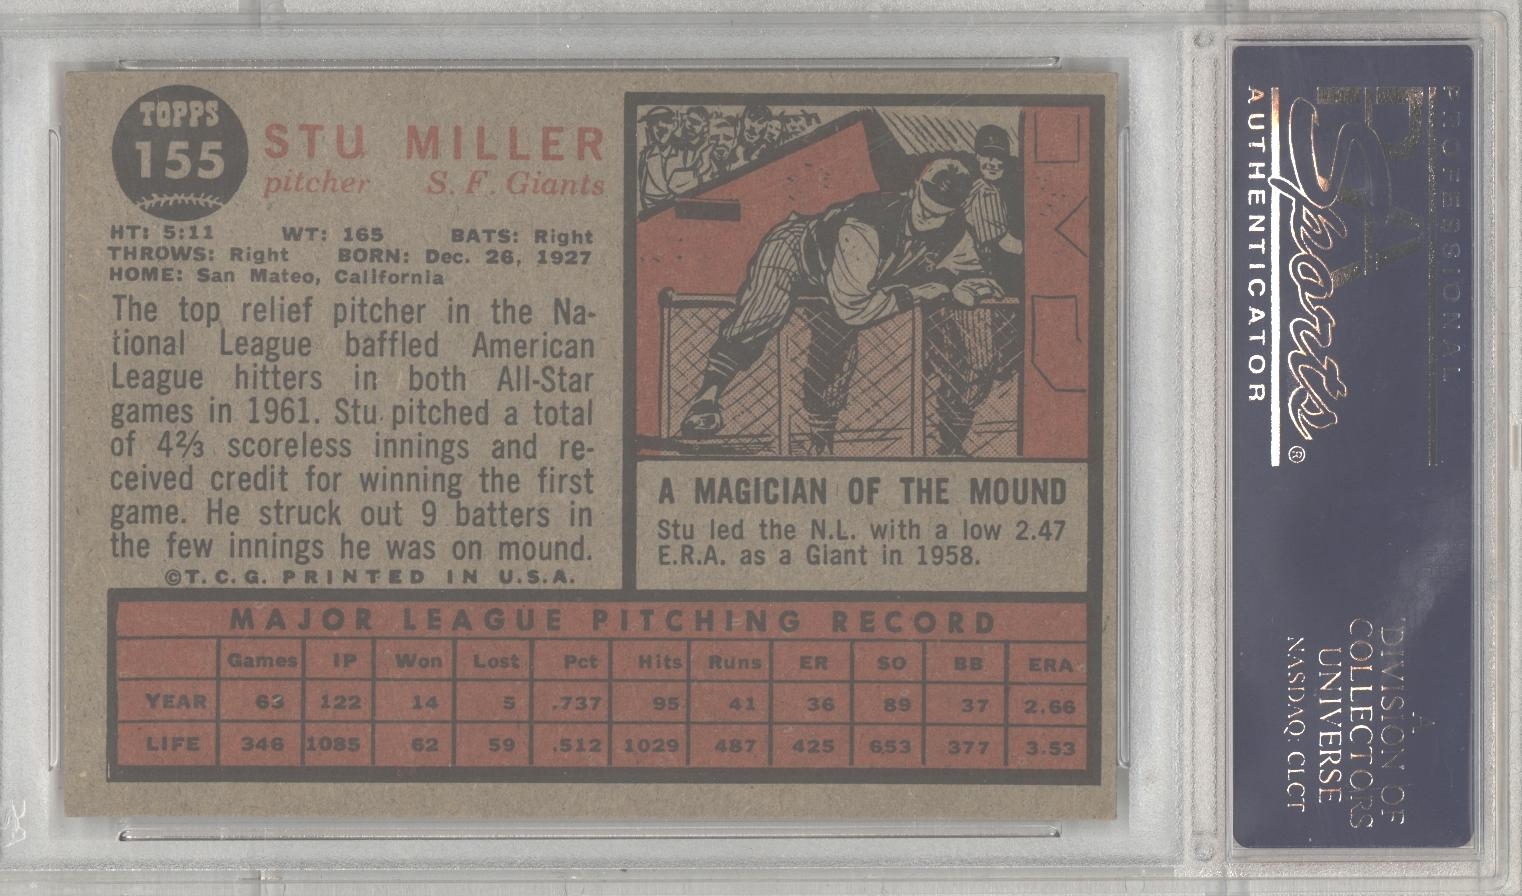 TOPPS
155
STU MILLER
pitcher S. F. Giants
HT: 5:11 WT: 165 BATS: Right
THROWS: Right BORN: Dec. 26, 1927
HOME: San Mateo, California
The top relief pitcher in the Na-
tional League baffled American
League hitters in both All-Star
games in 1961. Stu pitched a total
of 4⅔ scoreless innings and re-
ceived credit for winning the first
game. He struck out 9 batters in
the few innings he was on mound.
©T.C.G. PRINTED IN U.S.A.
A MAGICIAN OF THE MOUND
Stu led the N.L. with a low 2.47
E.R.A. as a Giant in 1958.
MAJOR LEAGUE PITCHING RECORD
Games IP Won Lost Pct Hits Runs ER SO BB ERA
YEAR 63 122 14 5 .737 95 41 36 89 37 2.66
LIFE 346 1085 62 59 .512 1029 487 425 653 377 3.53
PROFESSIONAL
PSA
Sports®
AUTHENTICATOR
A
DIVISION OF
COLLECTORS
UNIVERSE
NASDAQ: CLCT